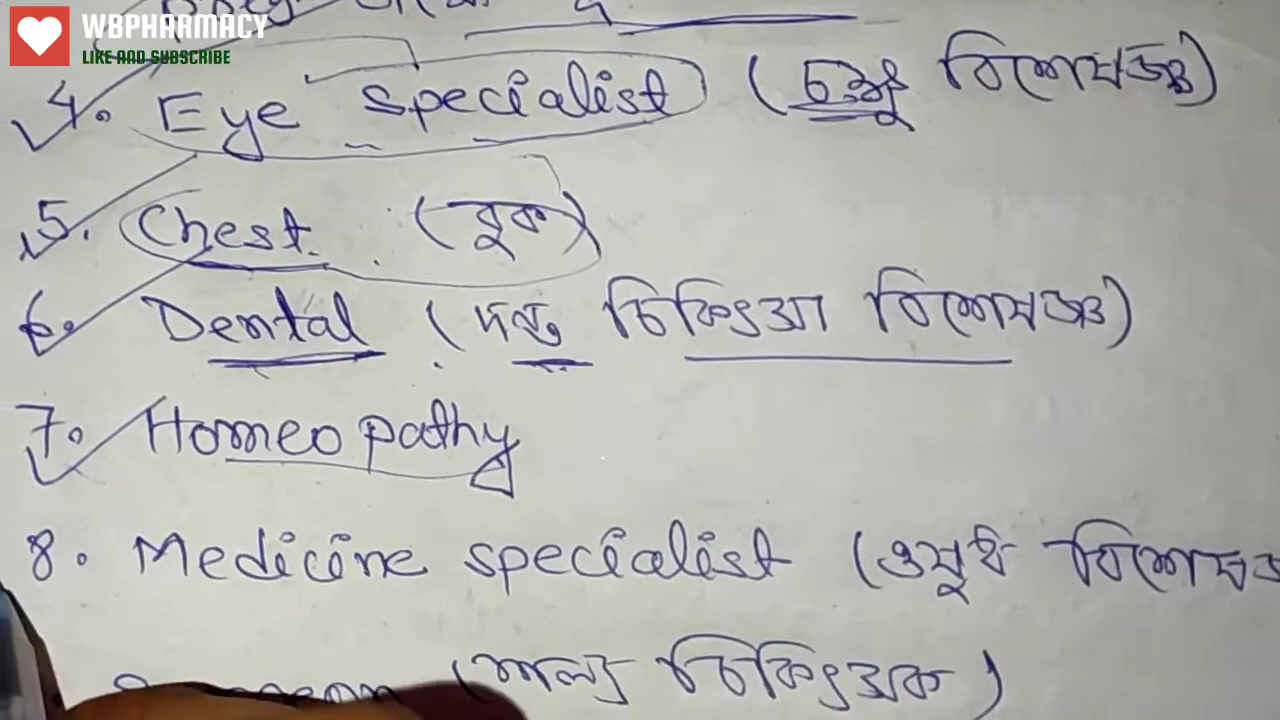 WBPHARMACY
LIKE AND SUBSCRIBE
4. Eye specialist (চক্ষু বিশেষজ্ঞ)
5. Chest (বুক)
6. Dental (দন্ত চিকিৎসা বিশেষজ্ঞ)
7. Homeopathy
8. Medicine specialist (ওষুধ বিশেষজ্ঞ
(শল্য চিকিৎসক)